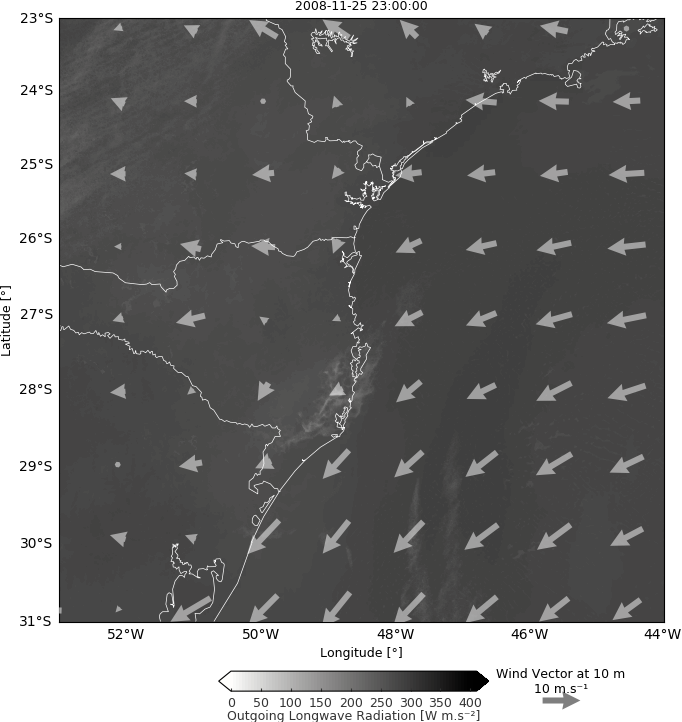 2008-11-25 23:00:00
23°S
24°S
25°S
26°S
27°S
28°S
29°S
30°S
31°S
Latitude [°]
52°W 50°W 48°W 46°W 44°W
Longitude [°]
0 50 100 150 200 250 300 350 400
Outgoing Longwave Radiation [W m.s⁻²]
Wind Vector at 10 m
10 m.s⁻¹